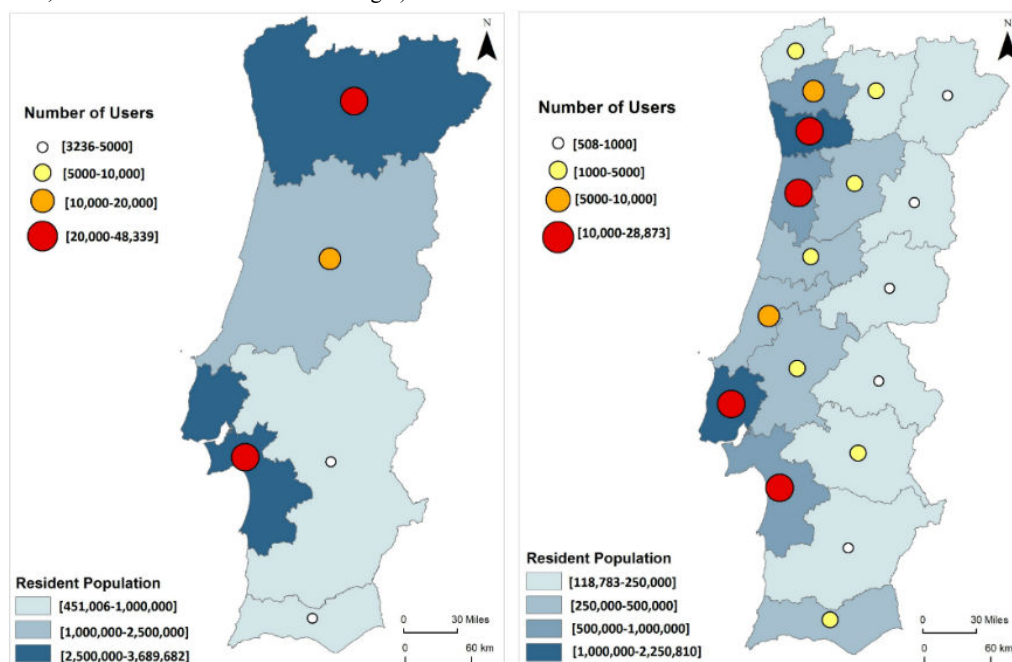 N
Number of Users
[3236-5000]
[5000-10,000]
[10,000-20,000]
[20,000-48,339]
Resident Population
[451,006-1,000,000]
[1,000,000-2,500,000]
[2,500,000-3,689,682]
0 30 Miles
0 60 km
N
Number of Users
[508-1000]
[1000-5000]
[5000-10,000]
[10,000-28,873]
Resident Population
[118,783-250,000]
[250,000-500,000]
[500,000-1,000,000]
[1,000,000-2,250,810]
0 30 Miles
0 60 km